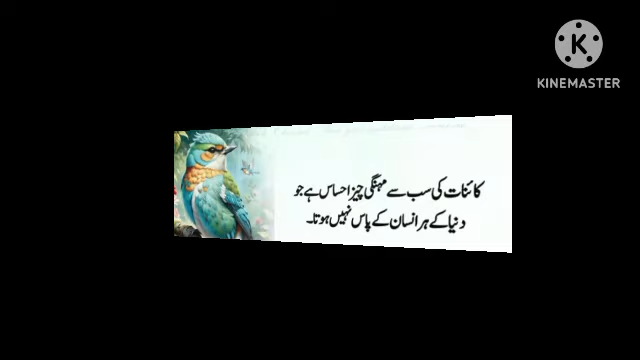 KINEMASTER
کائنات کی سب سے مہنگی چیز احساس ہے جو
دنیا کے ہر انسان کے پاس نہیں ہوتا۔